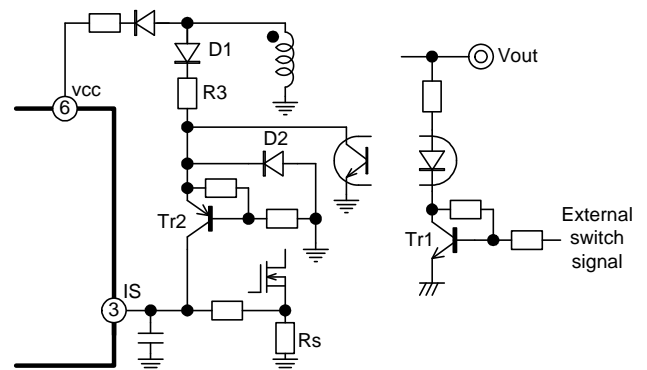 D1
Vout
R3
vcc
6
D2
Tr2
Tr1
External
switch
signal
IS
3
Rs